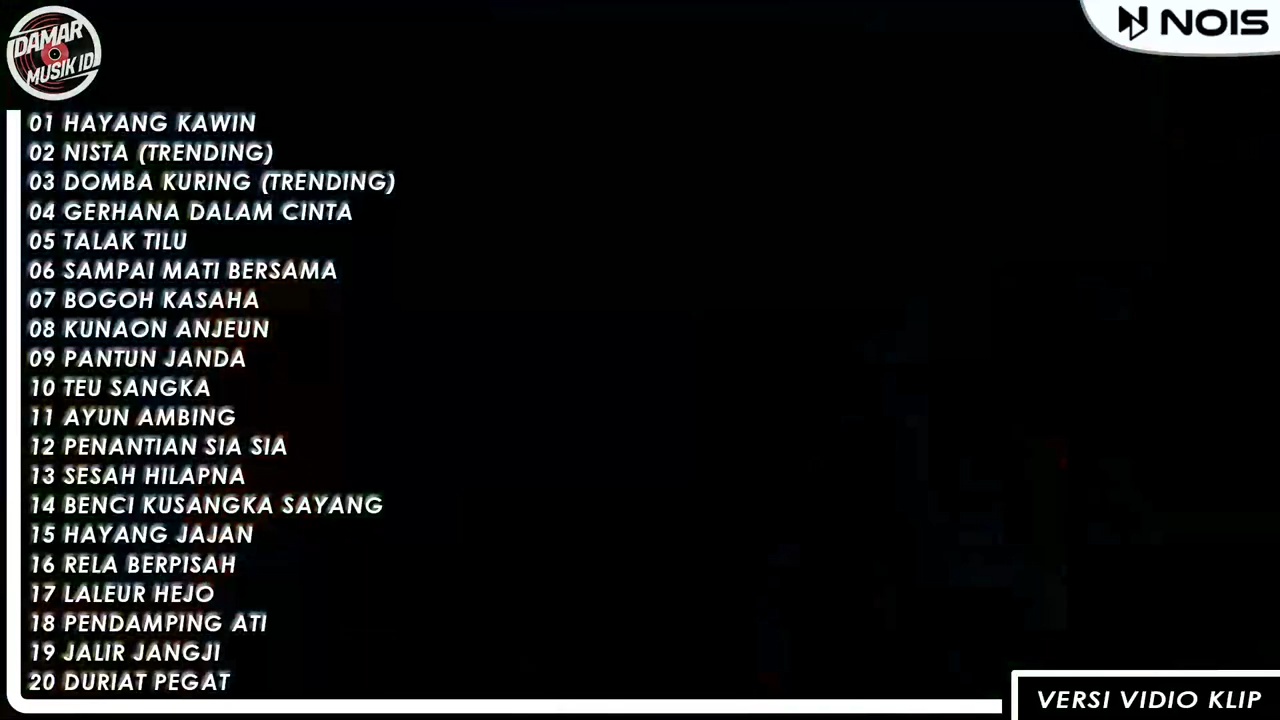 DAMAR
MUSIK ID
NOIS
01 HAYANG KAWIN
02 NISTA (TRENDING)
03 DOMBA KURING (TRENDING)
04 GERHANA DALAM CINTA
05 TALAK TILU
06 SAMPAI MATI BERSAMA
07 BOGOH KASAHA
08 KUNAON ANJEUN
09 PANTUN JANDA
10 TEU SANGKA
11 AYUN AMBING
12 PENANTIAN SIA SIA
13 SESAH HILAPNA
14 BENCI KUSANGKA SAYANG
15 HAYANG JAJAN
16 RELA BERPISAH
17 LALEUR HEJO
18 PENDAMPING ATI
19 JALIR JANGJI
20 DURIAT PEGAT
VERSI VIDIO KLIP